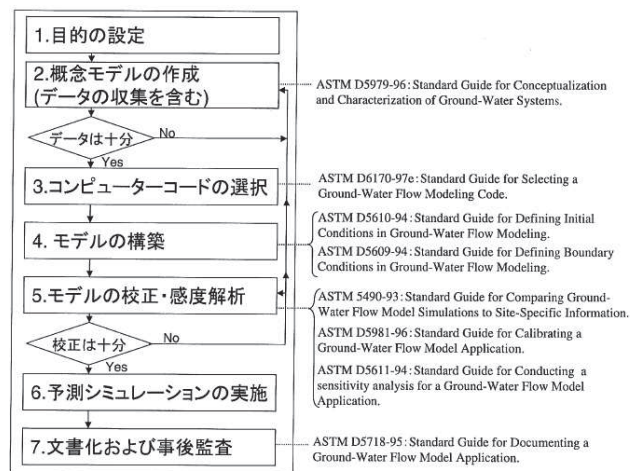 1.目的の設定
2.概念モデルの作成
(データの収集を含む)
ASTM D5979-96:Standard Guide for Conceptualization
and Characterization of Ground-Water Systems.
データは十分
No
Yes
3.コンピューターコードの選択
ASTM D6170-97e:Standard Guide for Selecting a
Ground-Water Flow Modeling Code.
4. モデルの構築
ASTM D5610-94:Standard Guide for Defining Initial
Conditions in Ground-Water Flow Modeling.
ASTM D5609-94:Standard Guide for Defining Boundary
Conditions in Ground-Water Flow Modeling.
5.モデルの校正・感度解析
ASTM 5490-93:Standard Guide for Comparing Ground-
Water Flow Model Simulations to Site-Specific Information.
ASTM D5981-96:Standard Guide for Calibrating a
Ground-Water Flow Model Application.
ASTM D5611-94:Standard Guide for Conducting a
sensitivity analysis for a Ground-Water Flow Model
Application.
校正は十分
No
Yes
6.予測シミュレーションの実施
7.文書化および事後監査
ASTM D5718-95:Standard Guide for Documenting a
Ground-Water Flow Model Application.